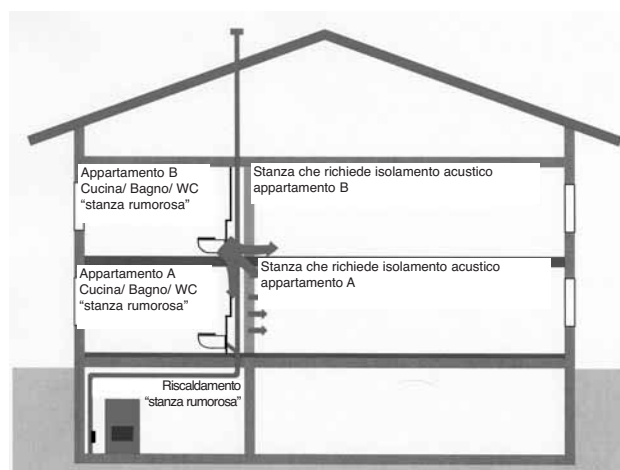 Appartamento B
Cucina/ Bagno/ WC
“stanza rumorosa”
Stanza che richiede isolamento acustico
appartamento B
Appartamento A
Cucina/ Bagno/ WC
“stanza rumorosa”
Stanza che richiede isolamento acustico
appartamento A
Riscaldamento
“stanza rumorosa”